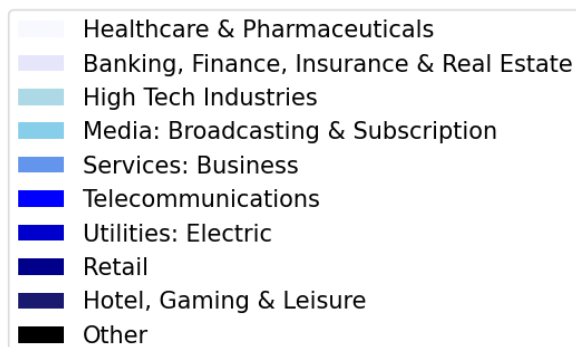 Healthcare & Pharmaceuticals
Banking, Finance, Insurance & Real Estate
High Tech Industries
Media: Broadcasting & Subscription
Services: Business
Telecommunications
Utilities: Electric
Retail
Hotel, Gaming & Leisure
Other